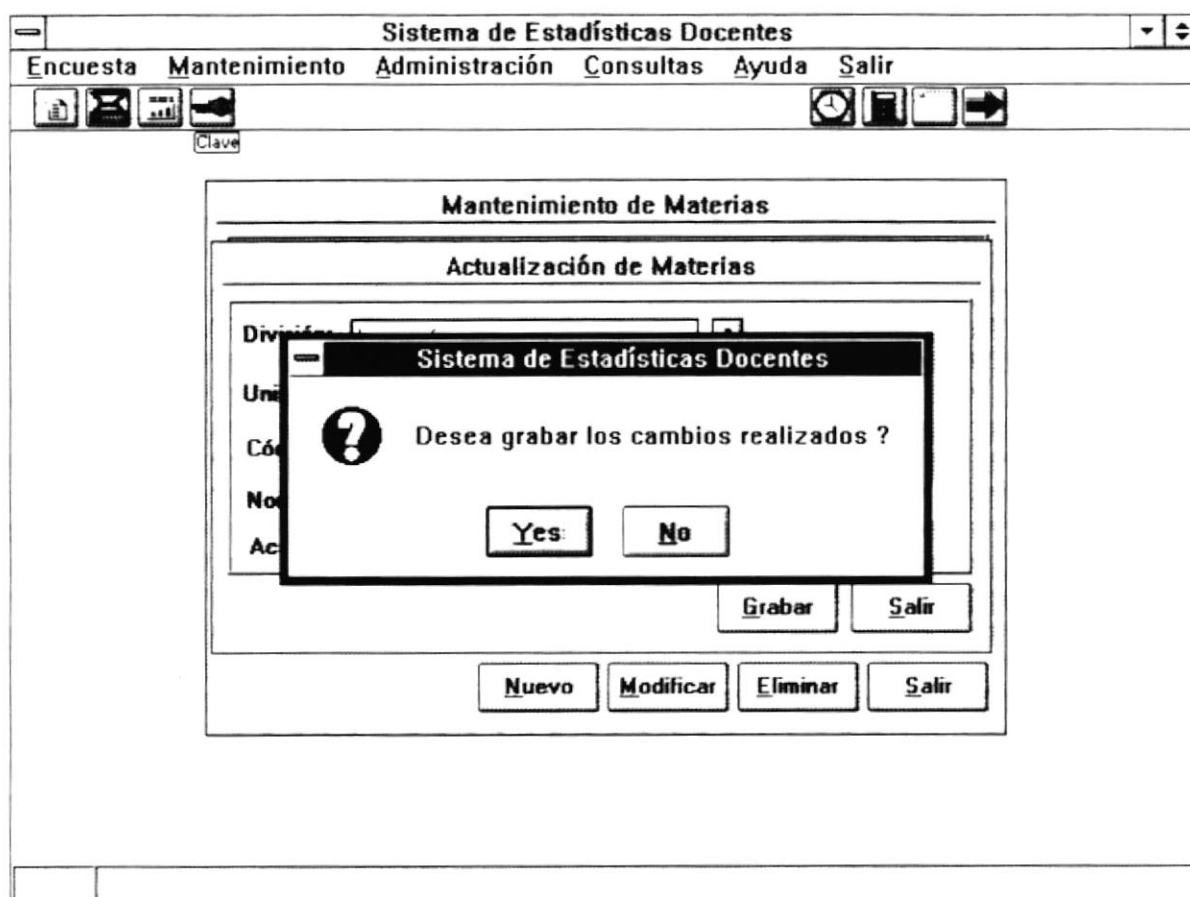 Sistema de Estadísticas Docentes
Encuesta Mantenimiento Administración Consultas Ayuda Salir
Clave
Mantenimiento de Materias
Actualización de Materias
Sistema de Estadísticas Docentes
Desea grabar los cambios realizados ?
Yes No
Grabar Salir
Nuevo Modificar Eliminar Salir